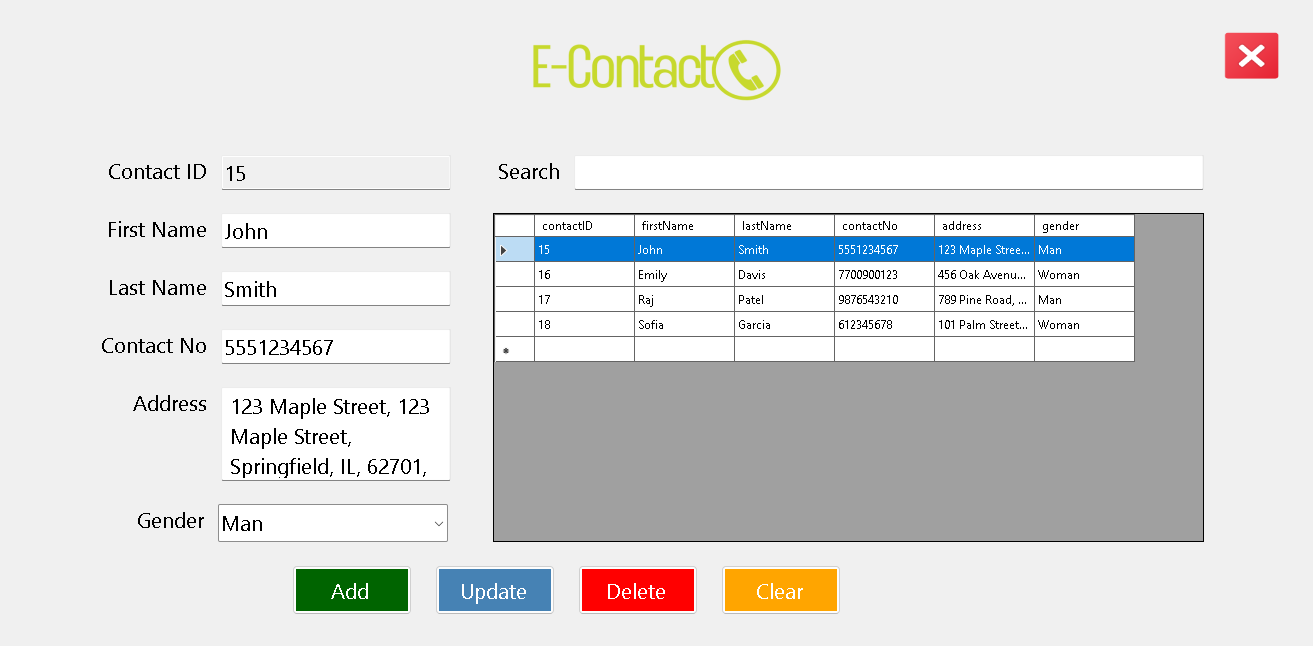 E-Contact
Contact ID 15
Search
First Name John
Last Name Smith
Contact No 5551234567
Address 123 Maple Street, 123
Maple Street,
Springfield, IL, 62701,
Gender Man
contactID firstName lastName contactNo address gender
15 John Smith 5551234567 123 Maple Stree... Man
16 Emily Davis 7700900123 456 Oak Avenu... Woman
17 Raj Patel 9876543210 789 Pine Road, ... Man
18 Sofia Garcia 612345678 101 Palm Street... Woman
Add Update Delete Clear